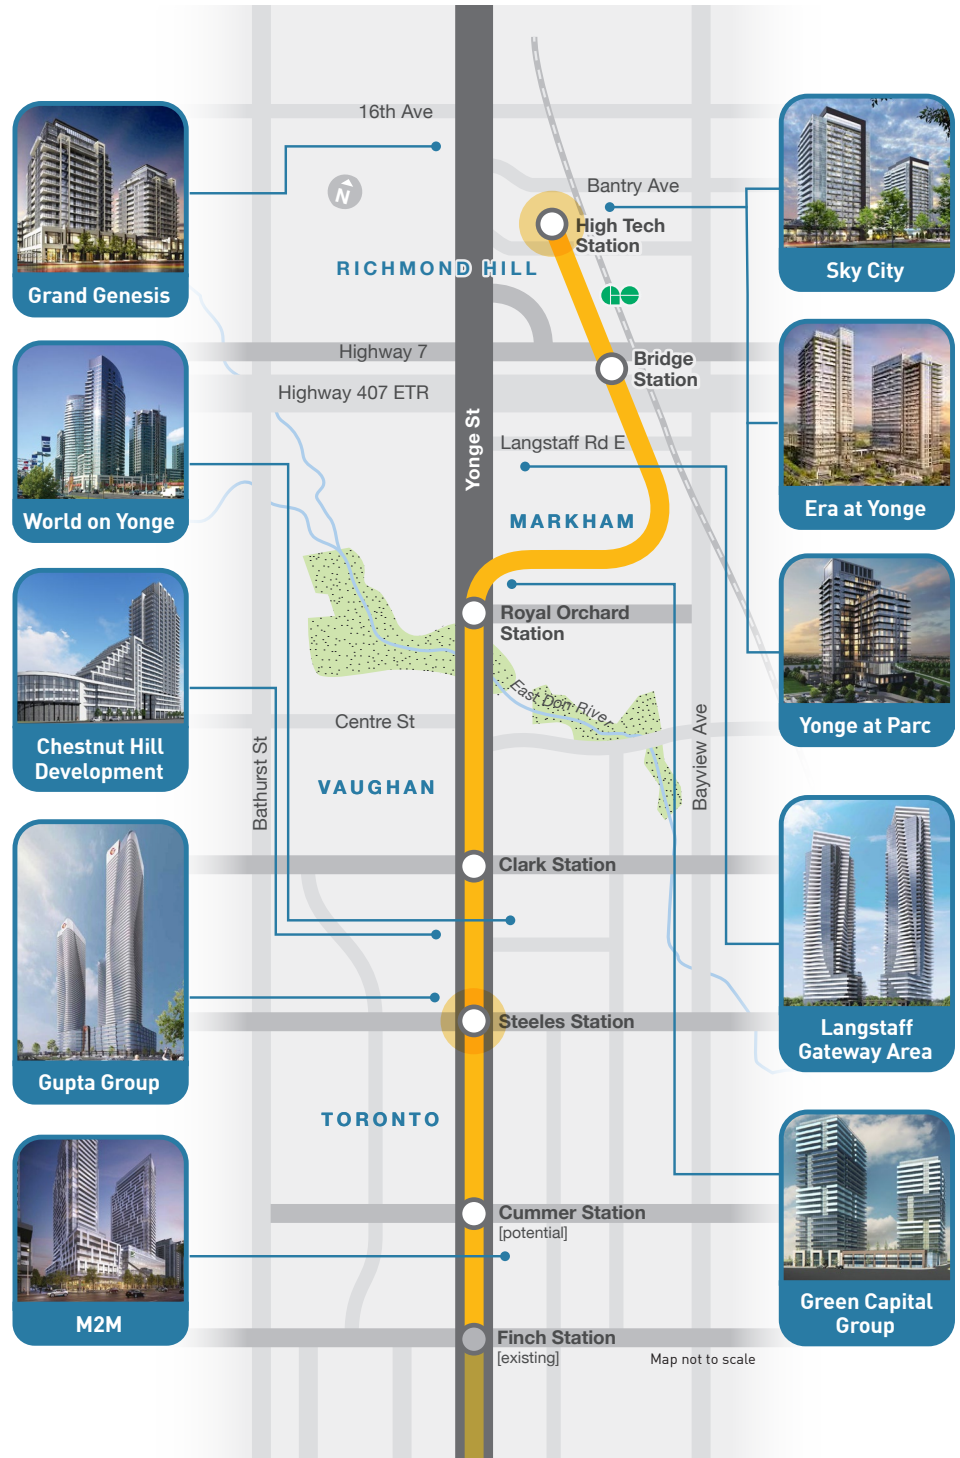 16th Ave
N
Bantry Ave
High Tech
Station
RICHMOND HILL
GO
Highway 7
Bridge
Station
Highway 407 ETR
Yonge St
Langstaff Rd E
MARKHAM
Royal Orchard
Station
East Don River
Centre St
Bathurst St
Bayview Ave
VAUGHAN
Clark Station
Steeles Station
TORONTO
Cummer Station
[potential]
Finch Station
[existing]
Map not to scale
Grand Genesis
World on Yonge
Chestnut Hill
Development
Gupta Group
M2M
Sky City
Era at Yonge
Yonge at Parc
Langstaff
Gateway Area
Green Capital
Group